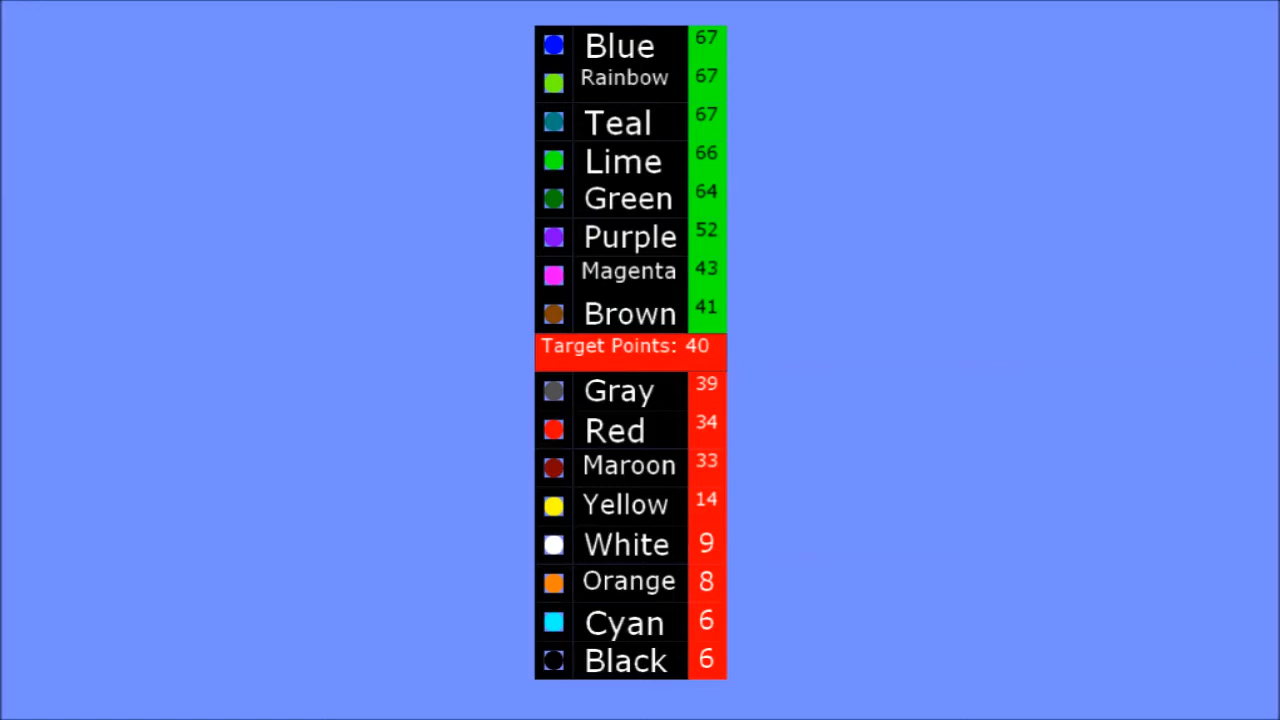 Blue 67
Rainbow 67
Teal 67
Lime 66
Green 64
Purple 52
Magenta 43
Brown 41
Target Points: 40
Gray 39
Red 34
Maroon 33
Yellow 14
White 9
Orange 8
Cyan 6
Black 6